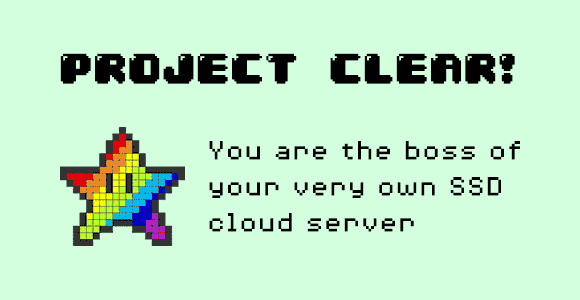 PROJECT CLEAR!
You are the boss of
your very own SSD
cloud server